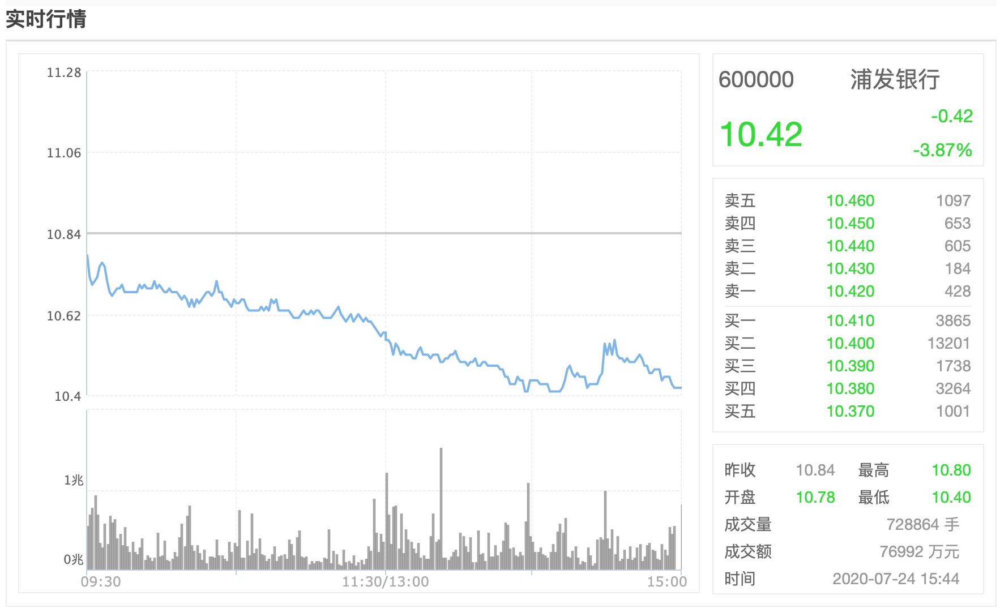 实时行情
11.28
11.06
10.84
10.62
10.4
1兆
0兆
09:30 11:30/13:00 15:00
600000 浦发银行
10.42
-0.42
-3.87%
卖五 10.460 1097
卖四 10.450 653
卖三 10.440 605
卖二 10.430 184
卖一 10.420 428
买一 10.410 3865
买二 10.400 13201
买三 10.390 1738
买四 10.380 3264
买五 10.370 1001
昨收 10.84 最高 10.80
开盘 10.78 最低 10.40
成交量 728864 手
成交额 76992 万元
时间 2020-07-24 15:44